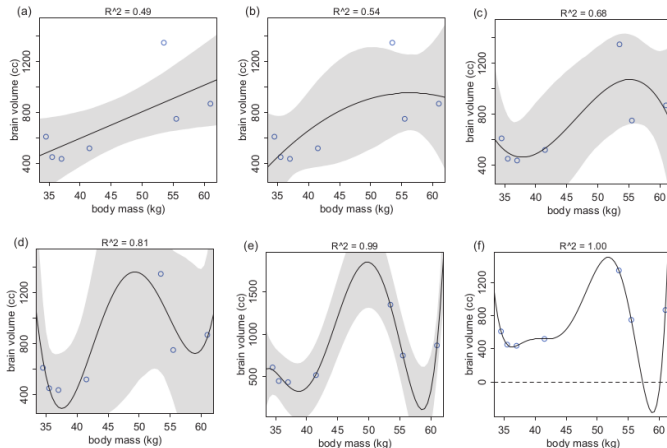 (a) R^2 = 0.49
1200
800
400
brain volume (cc)
35 40 45 50 55 60
body mass (kg)
(b) R^2 = 0.54
1200
800
400
brain volume (cc)
35 40 45 50 55 60
body mass (kg)
(c) R^2 = 0.68
1200
800
400
brain volume (cc)
35 40 45 50 55 60
body mass (kg)
(d) R^2 = 0.81
1200
800
400
brain volume (cc)
35 40 45 50 55 60
body mass (kg)
(e) R^2 = 0.99
1500
1000
500
brain volume (cc)
35 40 45 50 55 60
body mass (kg)
(f) R^2 = 1.00
1200
800
400
0
brain volume (cc)
35 40 45 50 55 60
body mass (kg)